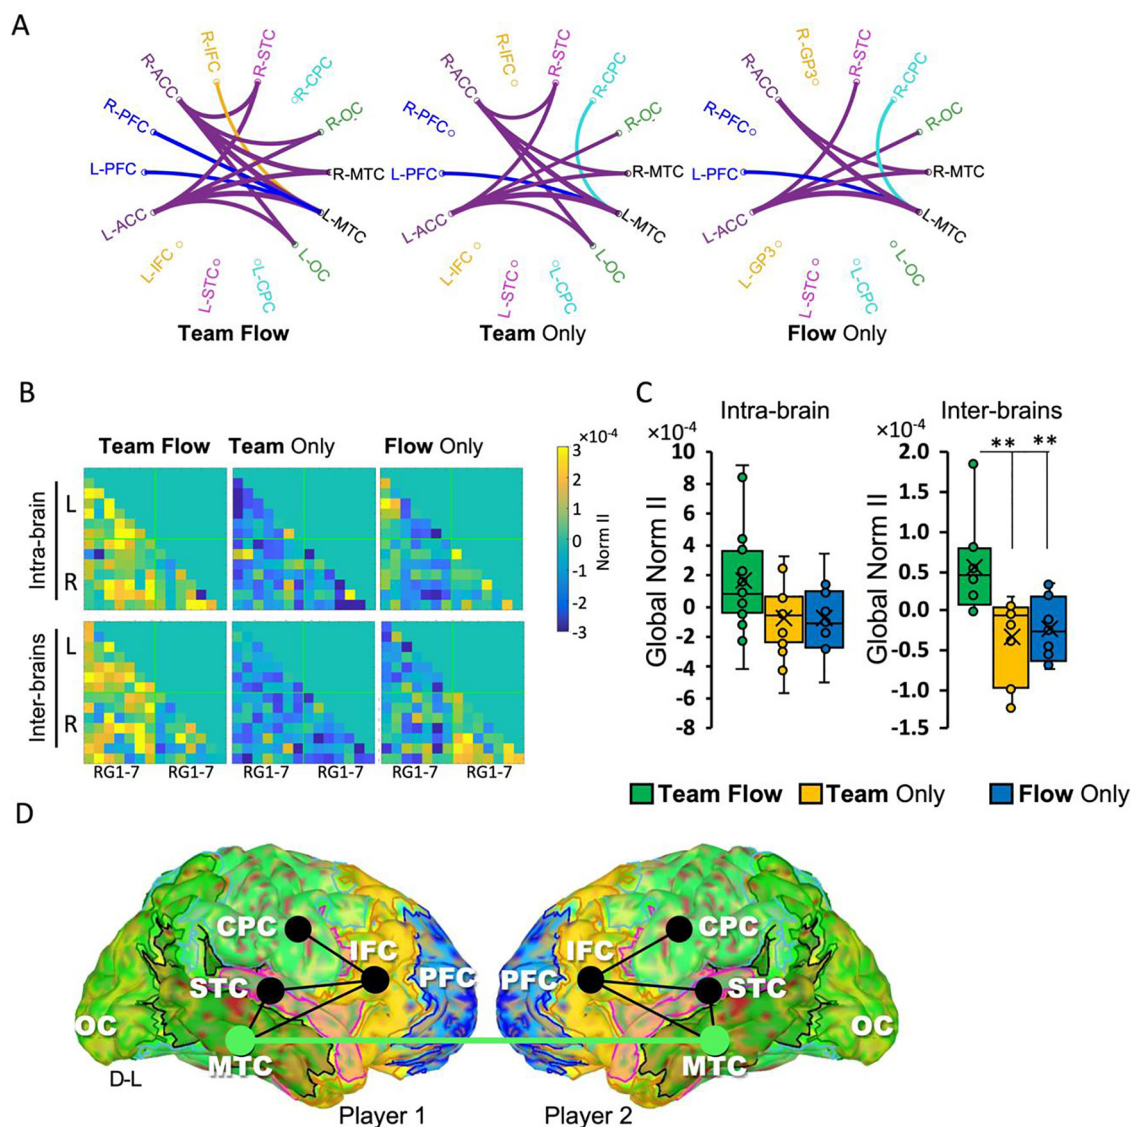 A
R-ACC
R-IFC
R-STC
R-CPC
R-PFC
R-OC
L-PFC
R-MTC
L-ACC
L-MTC
L-IFC
L-STC
L-CPC
L-OC
Team Flow
R-ACC
R-IFC
R-STC
R-CPC
R-PFC
R-OC
L-PFC
R-MTC
L-ACC
L-MTC
L-IFC
L-STC
L-CPC
L-OC
Team Only
R-ACC
R-GP3
R-STC
R-CPC
R-PFC
R-OC
L-PFC
R-MTC
L-ACC
L-MTC
L-GP3
L-STC
L-CPC
L-OC
Flow Only
B
Team Flow Team Only Flow Only
Intra-brain
L
R
Inter-brains
L
R
RG1-7 RG1-7 RG1-7 RG1-7 RG1-7 RG1-7
×10-4
3
2
1
0
-1
-2
-3
Norm II
C
Intra-brain
×10-4
Global Norm II
10
8
6
4
2
0
-2
-4
-6
-8
Inter-brains
×10-4
Global Norm II
2.0
1.5
1.0
0.5
0.0
-0.5
-1.0
-1.5
** **
Team Flow Team Only Flow Only
D
CPC
IFC
PFC
STC
OC
MTC
D-L
Player 1
CPC
IFC
PFC
STC
OC
MTC
Player 2